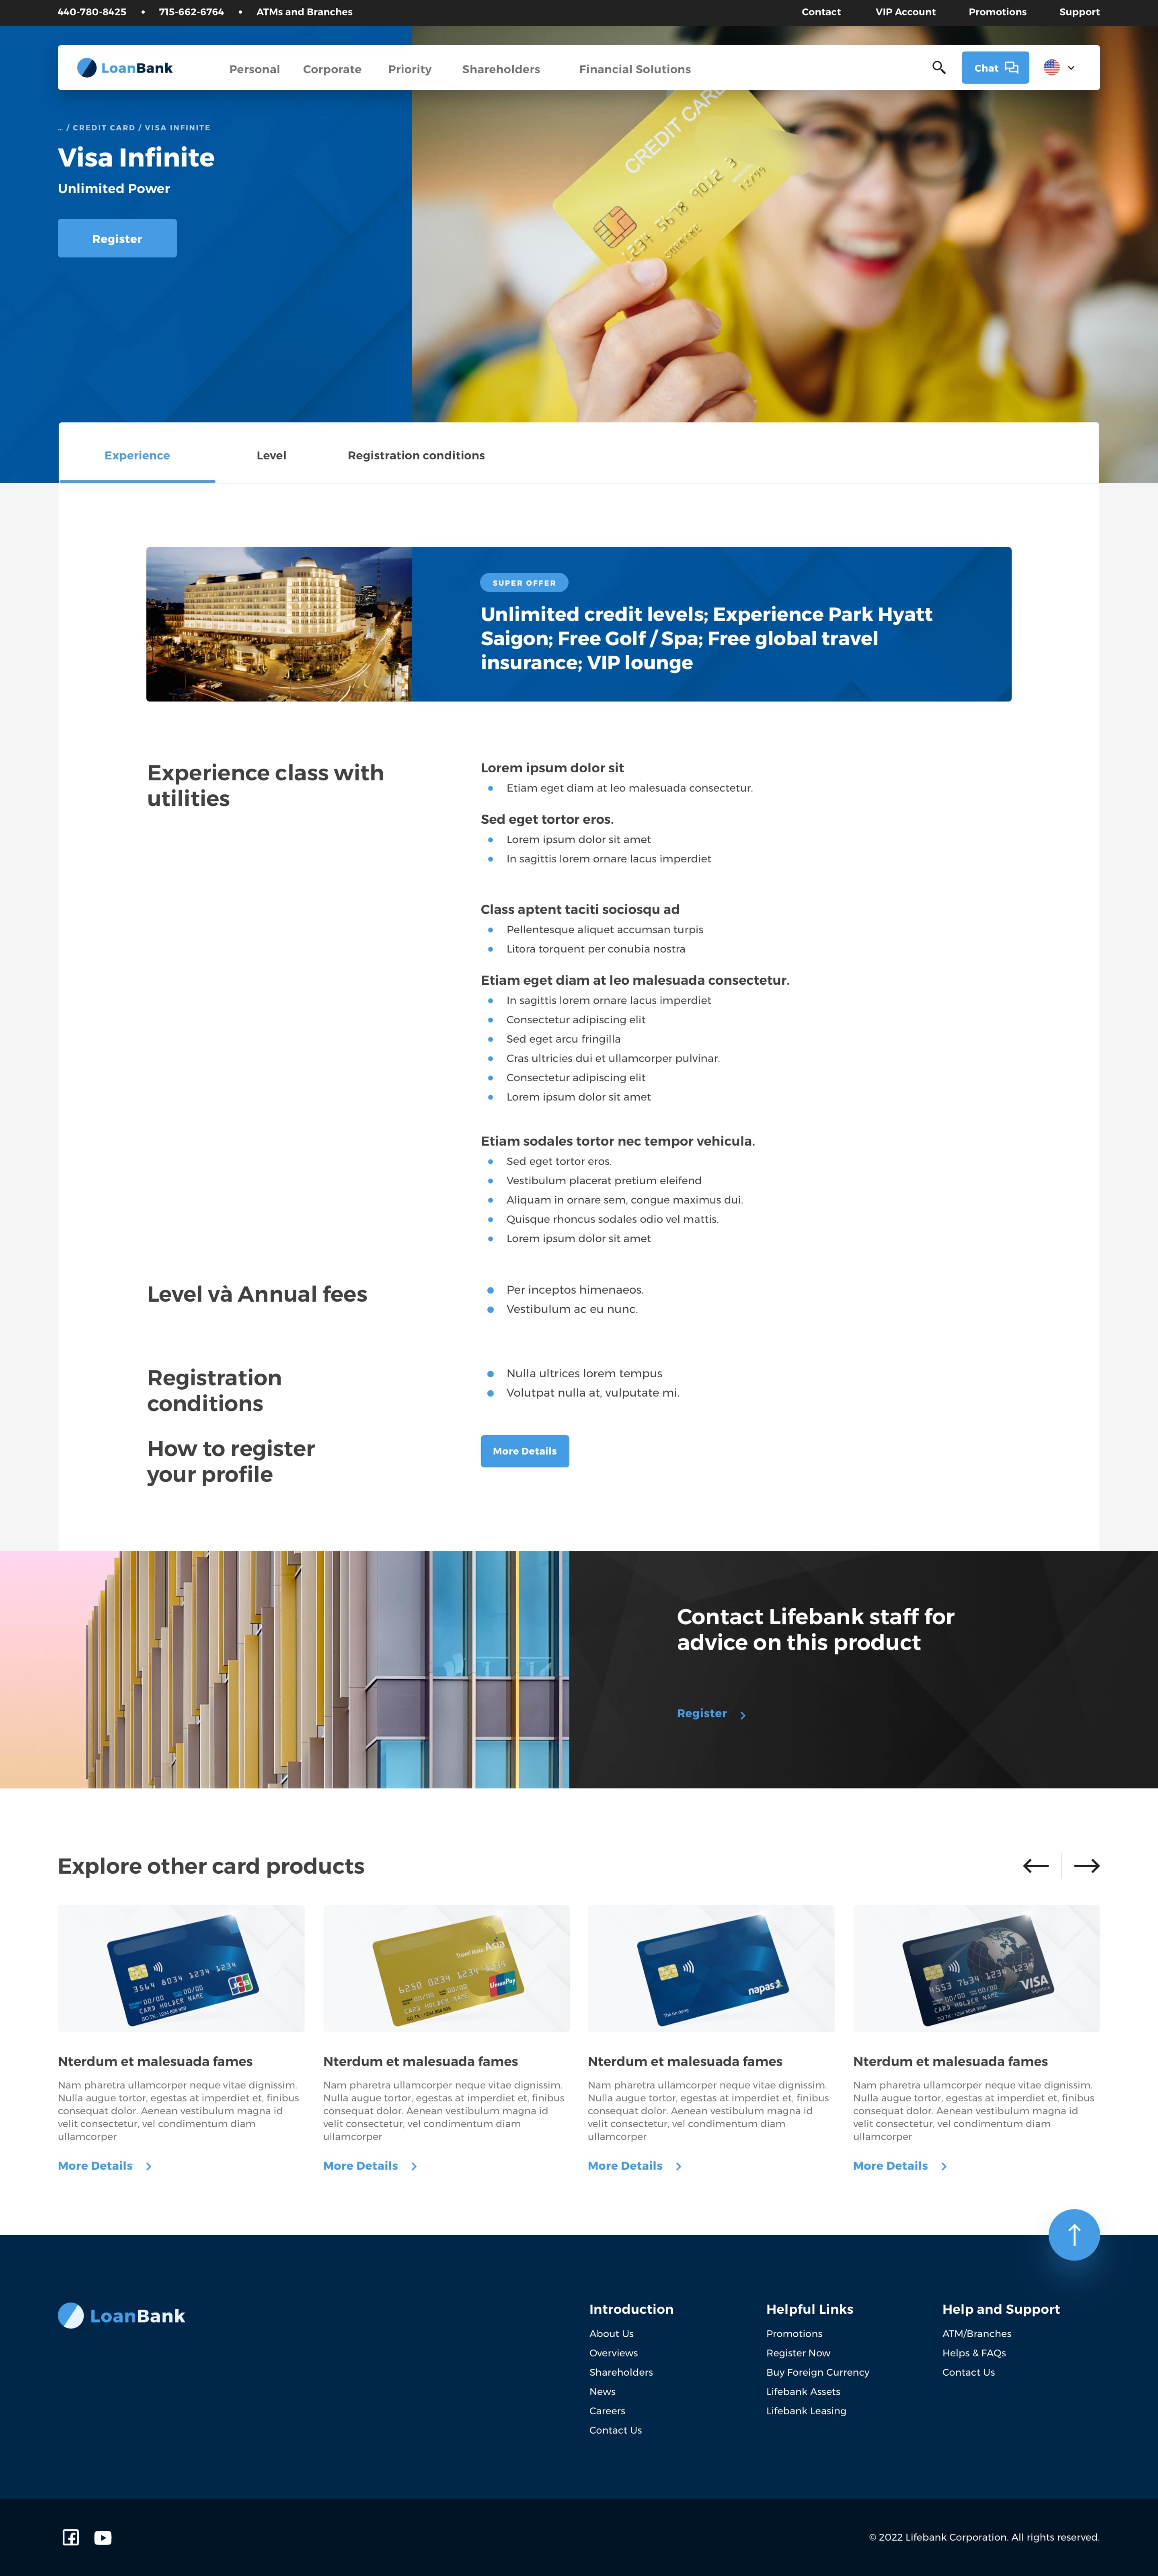 440-780-8425 • 715-662-6764 • ATMs and Branches
Contact VIP Account Promotions Support
LoanBank Personal Corporate Priority Shareholders Financial Solutions Chat
... / CREDIT CARD / VISA INFINITE
Visa Infinite
Unlimited Power
Register
CREDIT CARD
1234 5678 9012 3
12/99
SURNAME
Experience Level Registration conditions
SUPER OFFER
Unlimited credit levels; Experience Park Hyatt
Saigon; Free Golf / Spa; Free global travel
insurance; VIP lounge
Experience class with
utilities
Lorem ipsum dolor sit
• Etiam eget diam at leo malesuada consectetur.
Sed eget tortor eros.
• Lorem ipsum dolor sit amet
• In sagittis lorem ornare lacus imperdiet
Class aptent taciti sociosqu ad
• Pellentesque aliquet accumsan turpis
• Litora torquent per conubia nostra
Etiam eget diam at leo malesuada consectetur.
• In sagittis lorem ornare lacus imperdiet
• Consectetur adipiscing elit
• Sed eget arcu fringilla
• Cras ultricies dui et ullamcorper pulvinar.
• Consectetur adipiscing elit
• Lorem ipsum dolor sit amet
Etiam sodales tortor nec tempor vehicula.
• Sed eget tortor eros.
• Vestibulum placerat pretium eleifend
• Aliquam in ornare sem, congue maximus dui.
• Quisque rhoncus sodales odio vel mattis.
• Lorem ipsum dolor sit amet
Level và Annual fees
• Per inceptos himenaeos.
• Vestibulum ac eu nunc.
Registration
conditions
• Nulla ultrices lorem tempus
• Volutpat nulla at, vulputate mi.
How to register
your profile
More Details
Contact Lifebank staff for
advice on this product
Register
Explore other card products
3564 8034 1234 1234
00/00 00/00
CARD HOLDER NAME
JCB
Nterdum et malesuada fames
Nam pharetra ullamcorper neque vitae dignissim.
Nulla augue tortor, egestas at imperdiet et, finibus
consequat dolor. Aenean vestibulum magna id
velit consectetur, vel condimentum diam
ullamcorper
More Details
Travel Mate Asia
6250 0234 1234 1234
00/00 00/00
CARD HOLDER NAME
UnionPay
Nterdum et malesuada fames
Nam pharetra ullamcorper neque vitae dignissim.
Nulla augue tortor, egestas at imperdiet et, finibus
consequat dolor. Aenean vestibulum magna id
velit consectetur, vel condimentum diam
ullamcorper
More Details
napas
Thẻ tín dụng
Nterdum et malesuada fames
Nam pharetra ullamcorper neque vitae dignissim.
Nulla augue tortor, egestas at imperdiet et, finibus
consequat dolor. Aenean vestibulum magna id
velit consectetur, vel condimentum diam
ullamcorper
More Details
4553 7634 1234 1234
00/00 00/00
CARD HOLDER NAME
VISA
Signature
Nterdum et malesuada fames
Nam pharetra ullamcorper neque vitae dignissim.
Nulla augue tortor, egestas at imperdiet et, finibus
consequat dolor. Aenean vestibulum magna id
velit consectetur, vel condimentum diam
ullamcorper
More Details
LoanBank
Introduction
About Us
Overviews
Shareholders
News
Careers
Contact Us
Helpful Links
Promotions
Register Now
Buy Foreign Currency
Lifebank Assets
Lifebank Leasing
Help and Support
ATM/Branches
Helps & FAQs
Contact Us
© 2022 Lifebank Corporation. All rights reserved.